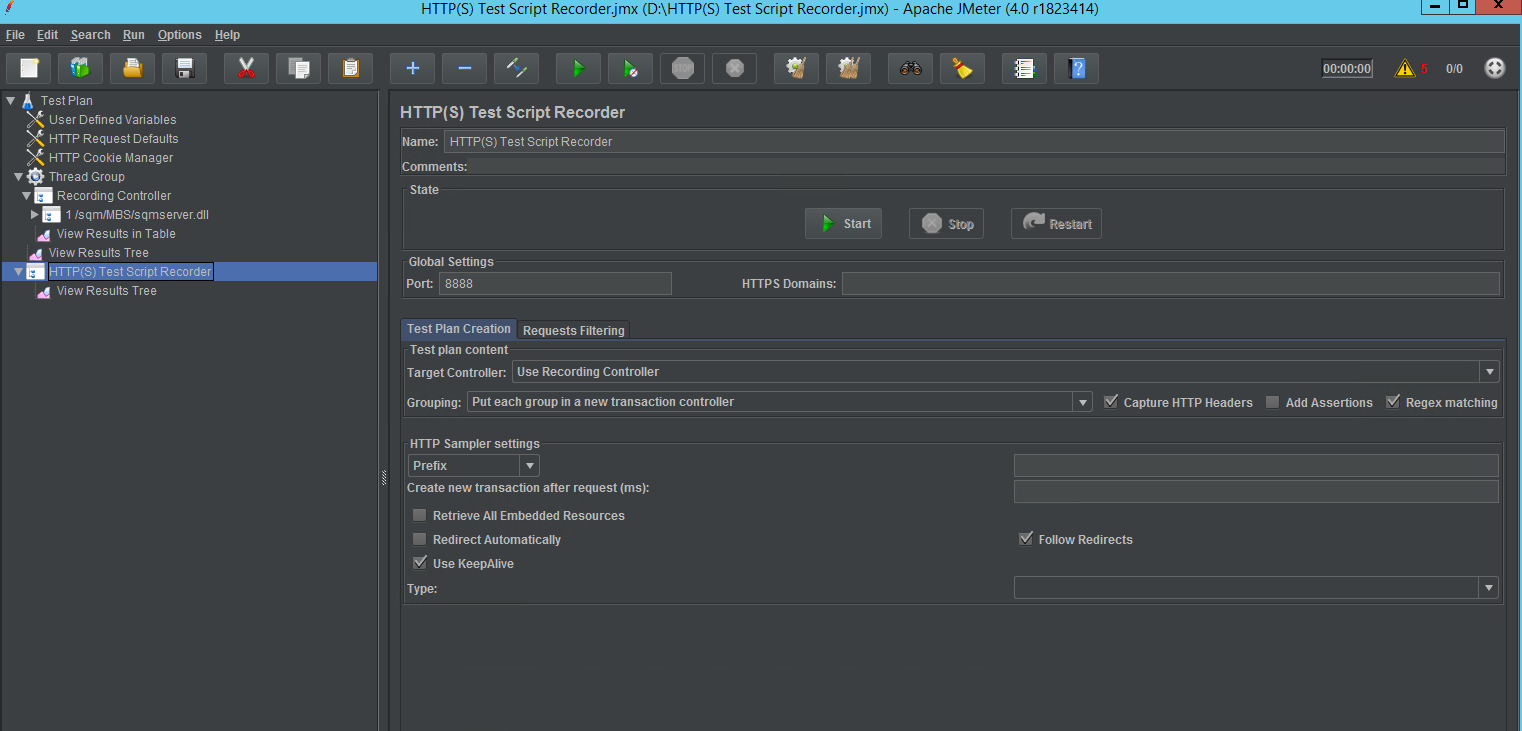 HTTP(S) Test Script Recorder.jmx (D:\HTTP(S) Test Script Recorder.jmx) - Apache JMeter (4.0 r1823414)
File Edit Search Run Options Help
STOP 00:00:00 5 0/0
Test Plan
User Defined Variables
HTTP Request Defaults
HTTP Cookie Manager
Thread Group
Recording Controller
1 /sqm/MBS/sqmserver.dll
View Results in Table
View Results Tree
HTTP(S) Test Script Recorder
View Results Tree
HTTP(S) Test Script Recorder
Name: HTTP(S) Test Script Recorder
Comments:
State
Start Stop Restart
Global Settings
Port: 8888 HTTPS Domains:
Test Plan Creation Requests Filtering
Test plan content
Target Controller: Use Recording Controller
Grouping: Put each group in a new transaction controller Capture HTTP Headers Add Assertions Regex matching
HTTP Sampler settings
Prefix
Create new transaction after request (ms):
Retrieve All Embedded Resources
Redirect Automatically Follow Redirects
Use KeepAlive
Type: